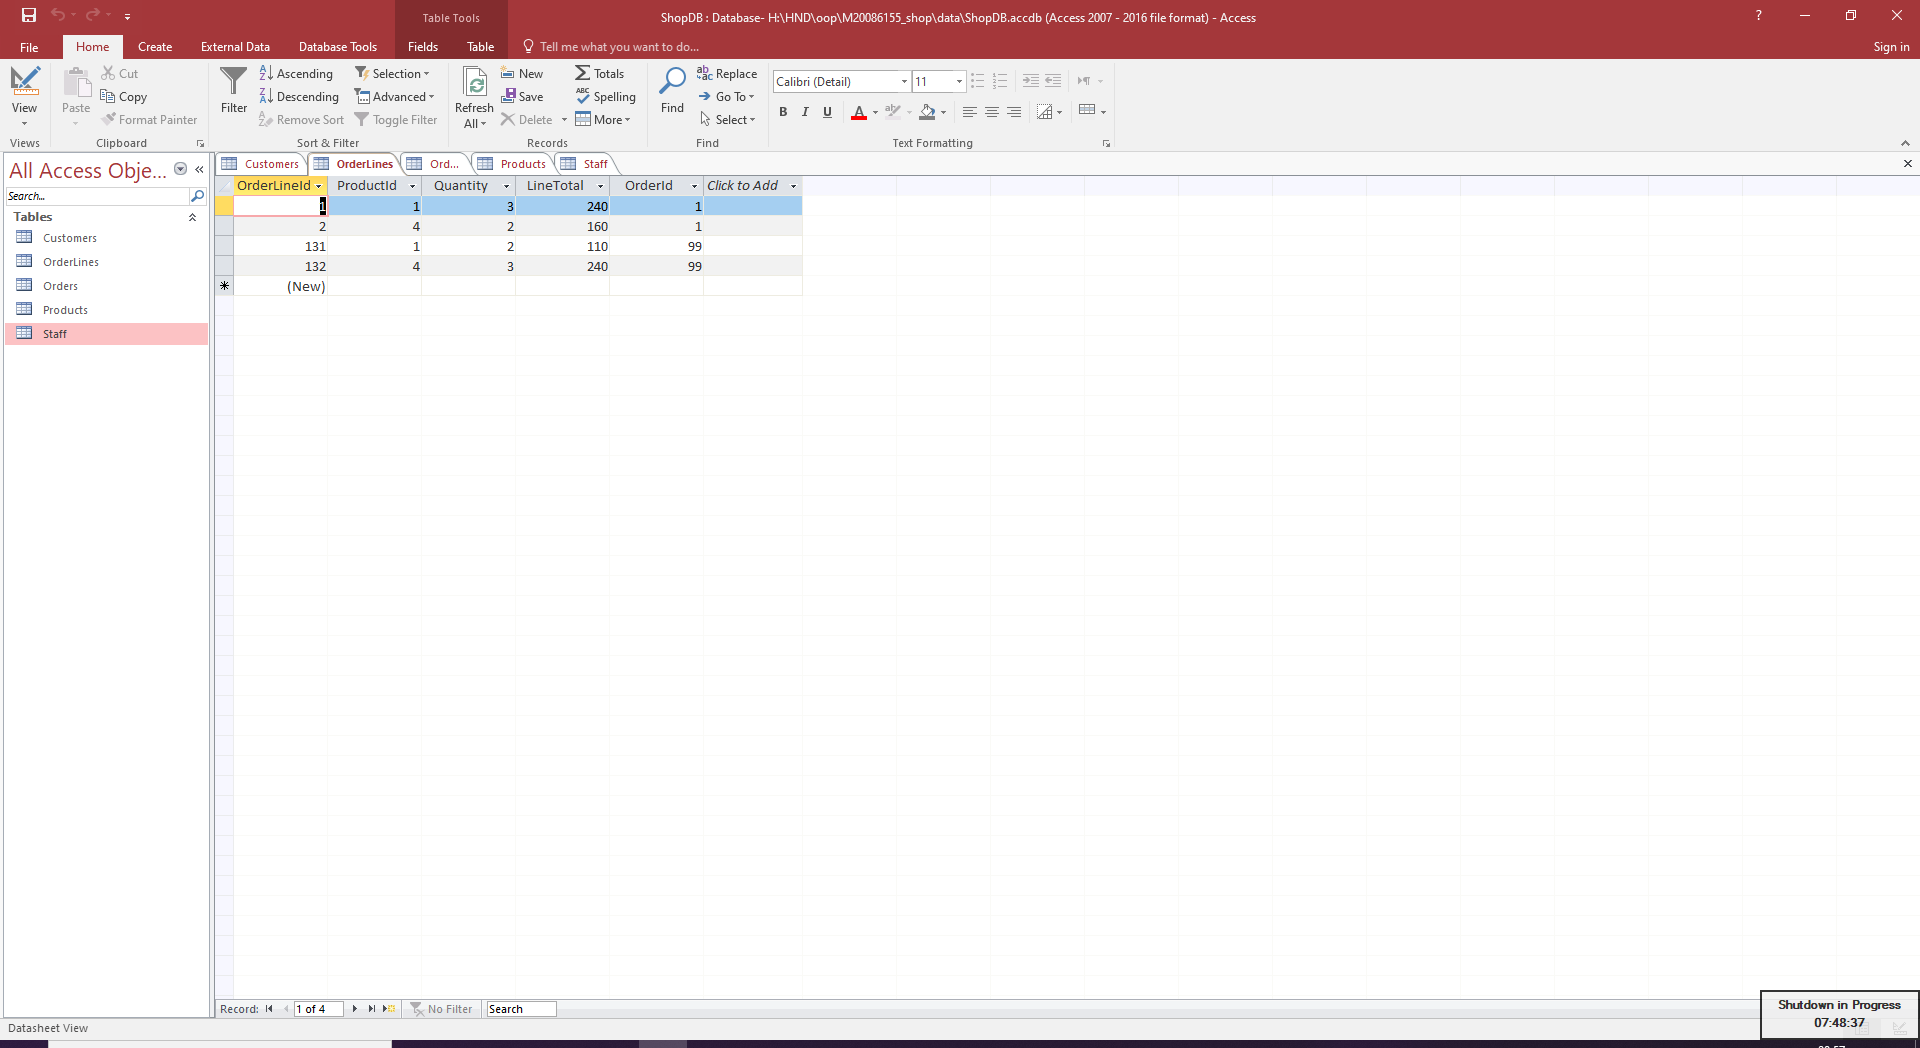 Table Tools
ShopDB : Database- H:\HND\oop\M20086155_shop\data\ShopDB.accdb (Access 2007 - 2016 file format) - Access
?
File Home Create External Data Database Tools Fields Table Tell me what you want to do... Sign in
View
Views
Paste
Cut
Copy
Format Painter
Clipboard
Filter
Ascending
Descending
Remove Sort
Selection
Advanced
Toggle Filter
Sort & Filter
Refresh
All
New
Save
Delete
Totals
Spelling
More
Records
Find
Replace
Go To
Select
Find
Calibri (Detail) 11
B I U A
Text Formatting
All Access Obje...
Search...
Tables
Customers
OrderLines
Orders
Products
Staff
Customers OrderLines Ord... Products Staff
OrderLineId ProductId Quantity LineTotal OrderId Click to Add
1 1 3 240 1
2 4 2 160 1
131 1 2 110 99
132 4 3 240 99
(New)
Record: 1 of 4 No Filter Search
Datasheet View
Shutdown in Progress
07:48:37